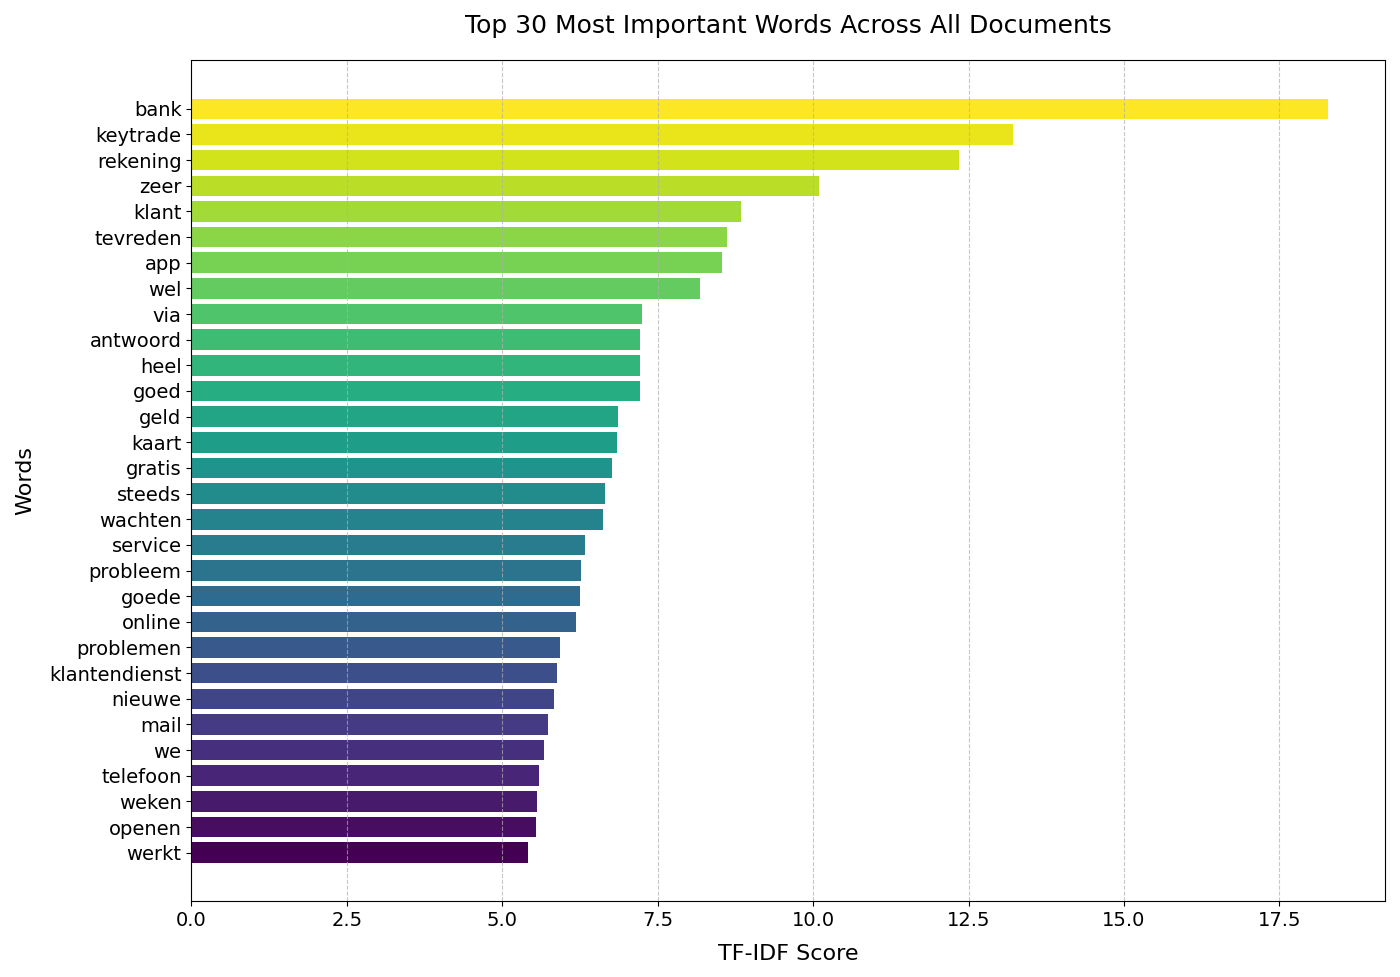 Top 30 Most Important Words Across All Documents
bank
keytrade
rekening
zeer
klant
tevreden
app
wel
via
antwoord
heel
goed
geld
kaart
gratis
steeds
wachten
service
probleem
goede
online
problemen
klantendienst
nieuwe
mail
we
telefoon
weken
openen
werkt
Words
0.0 2.5 5.0 7.5 10.0 12.5 15.0 17.5
TF-IDF Score